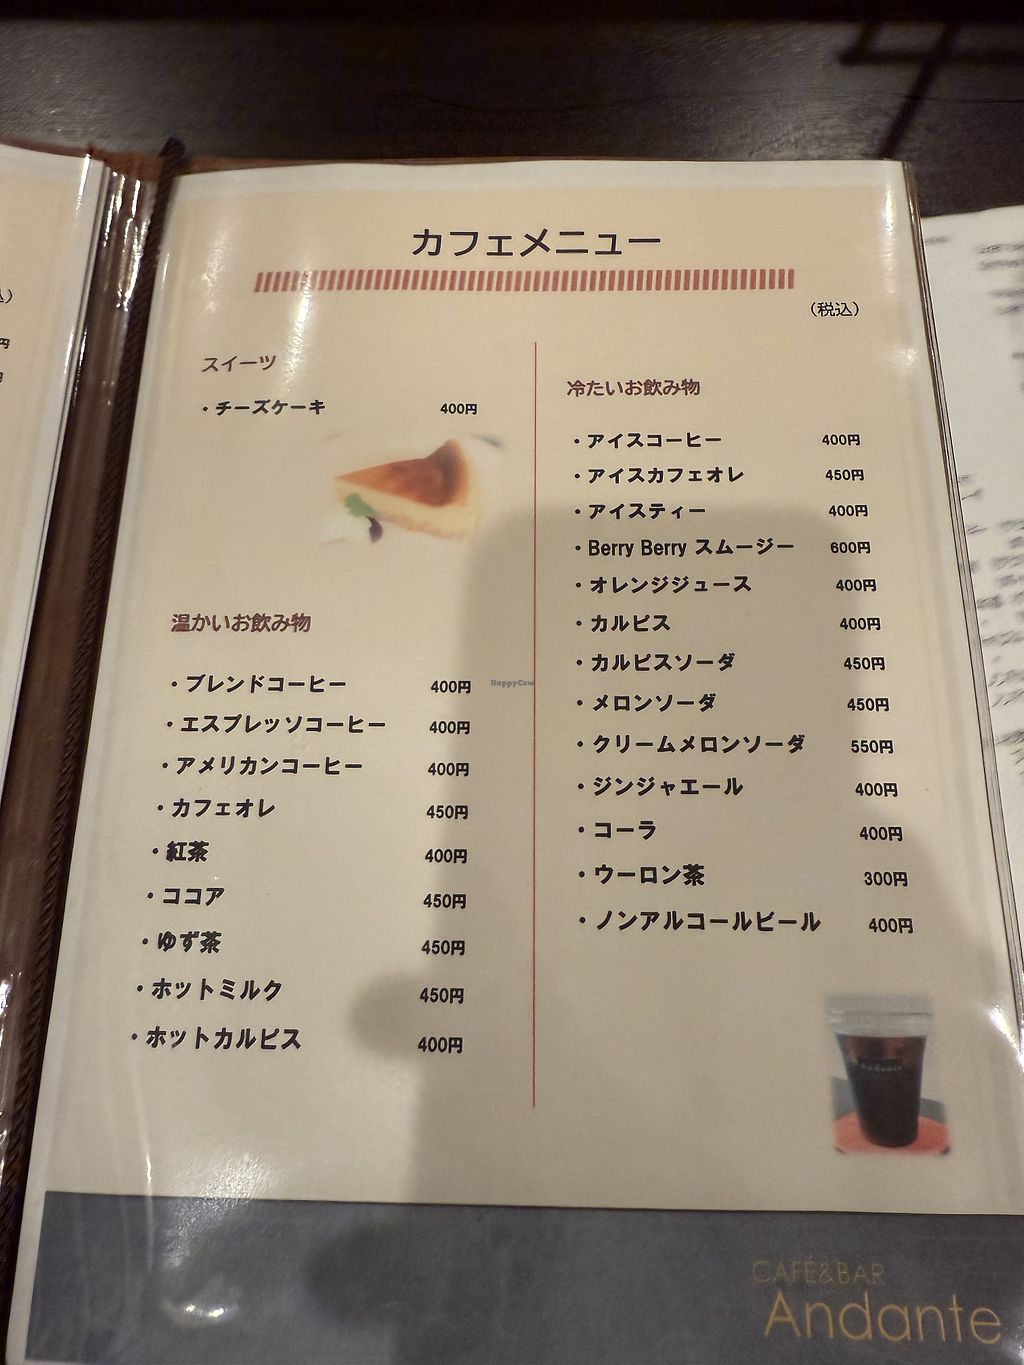 カフェメニュー
（税込）
スイーツ
・チーズケーキ 400円
温かいお飲み物
・ブレンドコーヒー 400円
・エスプレッソコーヒー 400円
・アメリカンコーヒー 400円
・カフェオレ 450円
・紅茶 400円
・ココア 450円
・ゆず茶 450円
・ホットミルク 450円
・ホットカルピス 400円
冷たいお飲み物
・アイスコーヒー 400円
・アイスカフェオレ 450円
・アイスティー 400円
・Berry Berry スムージー 600円
・オレンジジュース 400円
・カルピス 400円
・カルピスソーダ 450円
・メロンソーダ 450円
・クリームメロンソーダ 550円
・ジンジャエール 400円
・コーラ 400円
・ウーロン茶 300円
・ノンアルコールビール 400円
HappyCow
Andante
CAFE&BAR
Andante